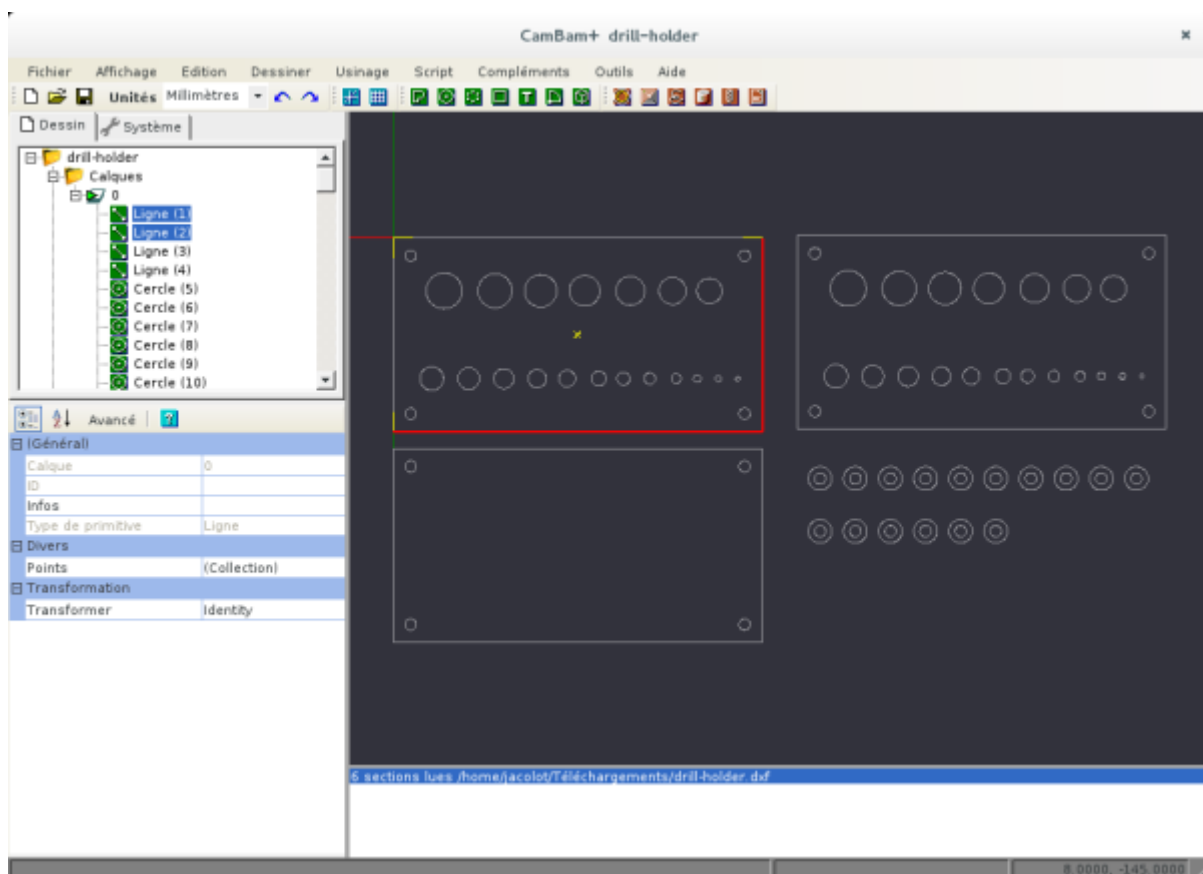 CamBam+ drill-holder
Fichier Affichage Edition Dessiner Usinage Script Compléments Outils Aide
Unités Millimètres
Dessin Système
drill-holder
Calques
0
Ligne (1)
Ligne (2)
Ligne (3)
Ligne (4)
Cercle (5)
Cercle (6)
Cercle (7)
Cercle (8)
Cercle (9)
Cercle (10)
Avancé
(Général)
Calque 0
ID
Infos
Type de primitive Ligne
Divers
Points (Collection)
Transformation
Transformer Identity
6 sections lues /home/jacolot/Téléchargements/drill-holder.dxf
8.0000, -145.0000